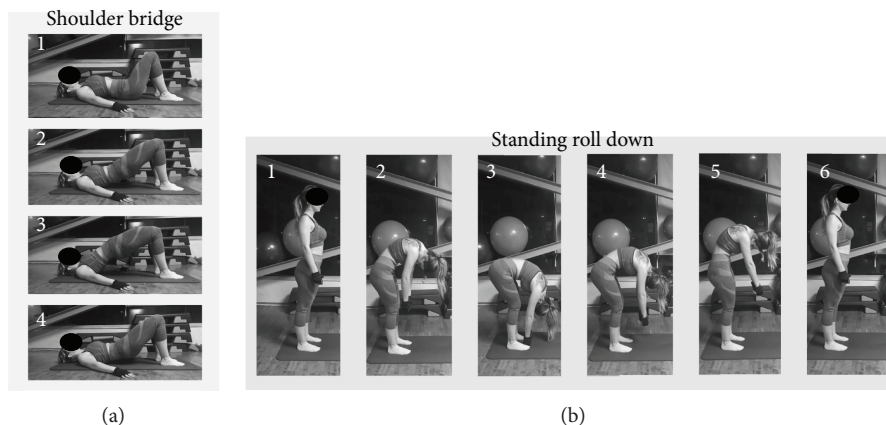 Shoulder bridge
1
2
3
4
(a)
Standing roll down
1 2 3 4 5 6
(b)